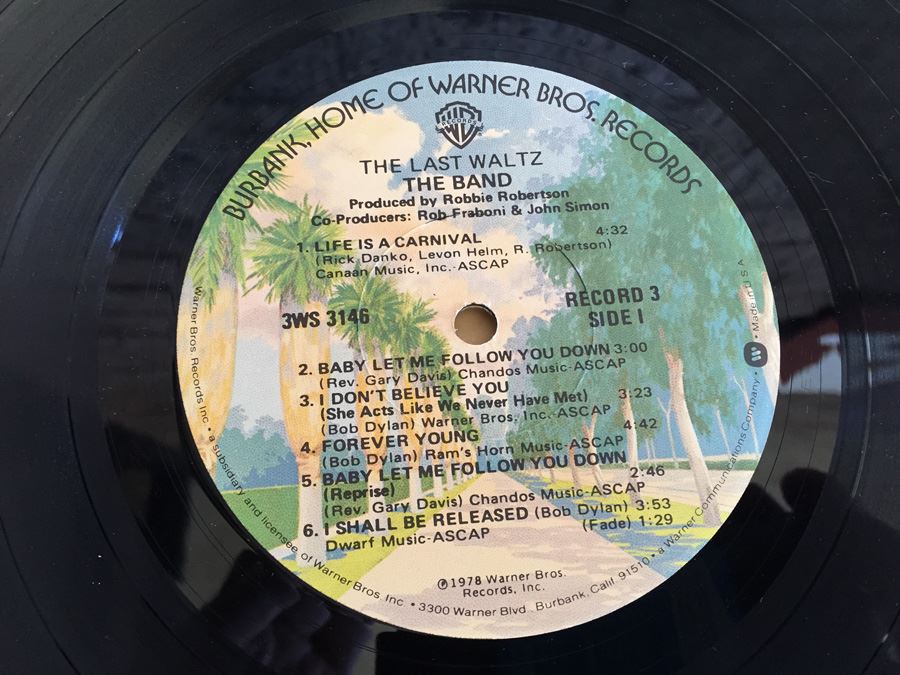 BURBANK, HOME OF WARNER BROS. RECORDS
WB
RECORDS
THE LAST WALTZ
THE BAND
Produced by Robbie Robertson
Co-Producers: Rob Fraboni & John Simon
1. LIFE IS A CARNIVAL 4:32
(Rick Danko, Levon Helm, R. Robertson)
Canaan Music, Inc.-ASCAP
3WS 3146
RECORD 3
SIDE 1
2. BABY LET ME FOLLOW YOU DOWN 3:00
(Rev. Gary Davis) Chandos Music-ASCAP
3. I DON'T BELIEVE YOU
(She Acts Like We Never Have Met) 3:23
(Bob Dylan) Warner Bros., Inc.-ASCAP
4. FOREVER YOUNG 4:42
(Bob Dylan) Ram's Horn Music-ASCAP
5. BABY LET ME FOLLOW YOU DOWN
(Reprise) 2:46
(Rev. Gary Davis) Chandos Music-ASCAP
6. I SHALL BE RELEASED (Bob Dylan) 3:53
Dwarf Music-ASCAP (Fade) 1:29
℗1978 Warner Bros.
Records, Inc.
Warner Bros. Records Inc. • a subsidiary and licensee of Warner Bros. Inc. • 3300 Warner Blvd., Burbank, Calif. 91510 • a Warner Communications Company • Made in U.S.A.